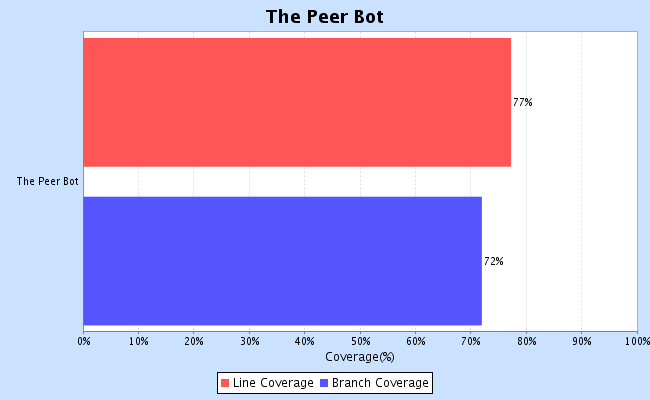 The Peer Bot
77%
The Peer Bot
72%
0% 10% 20% 30% 40% 50% 60% 70% 80% 90% 100%
Coverage(%)
Line Coverage Branch Coverage